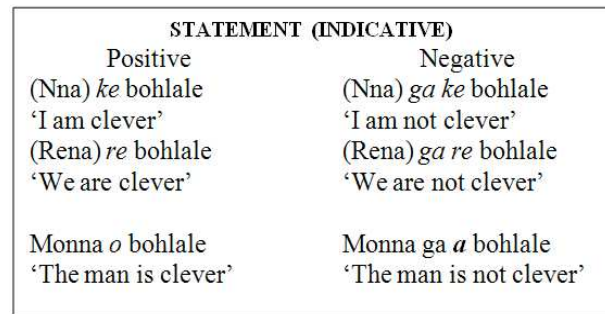 STATEMENT (INDICATIVE)
Positive Negative
(Nna) ke bohlale (Nna) ga ke bohlale
‘I am clever’ ‘I am not clever’
(Rena) re bohlale (Rena) ga re bohlale
‘We are clever’ ‘We are not clever’
Monna o bohlale Monna ga a bohlale
‘The man is clever’ ‘The man is not clever’